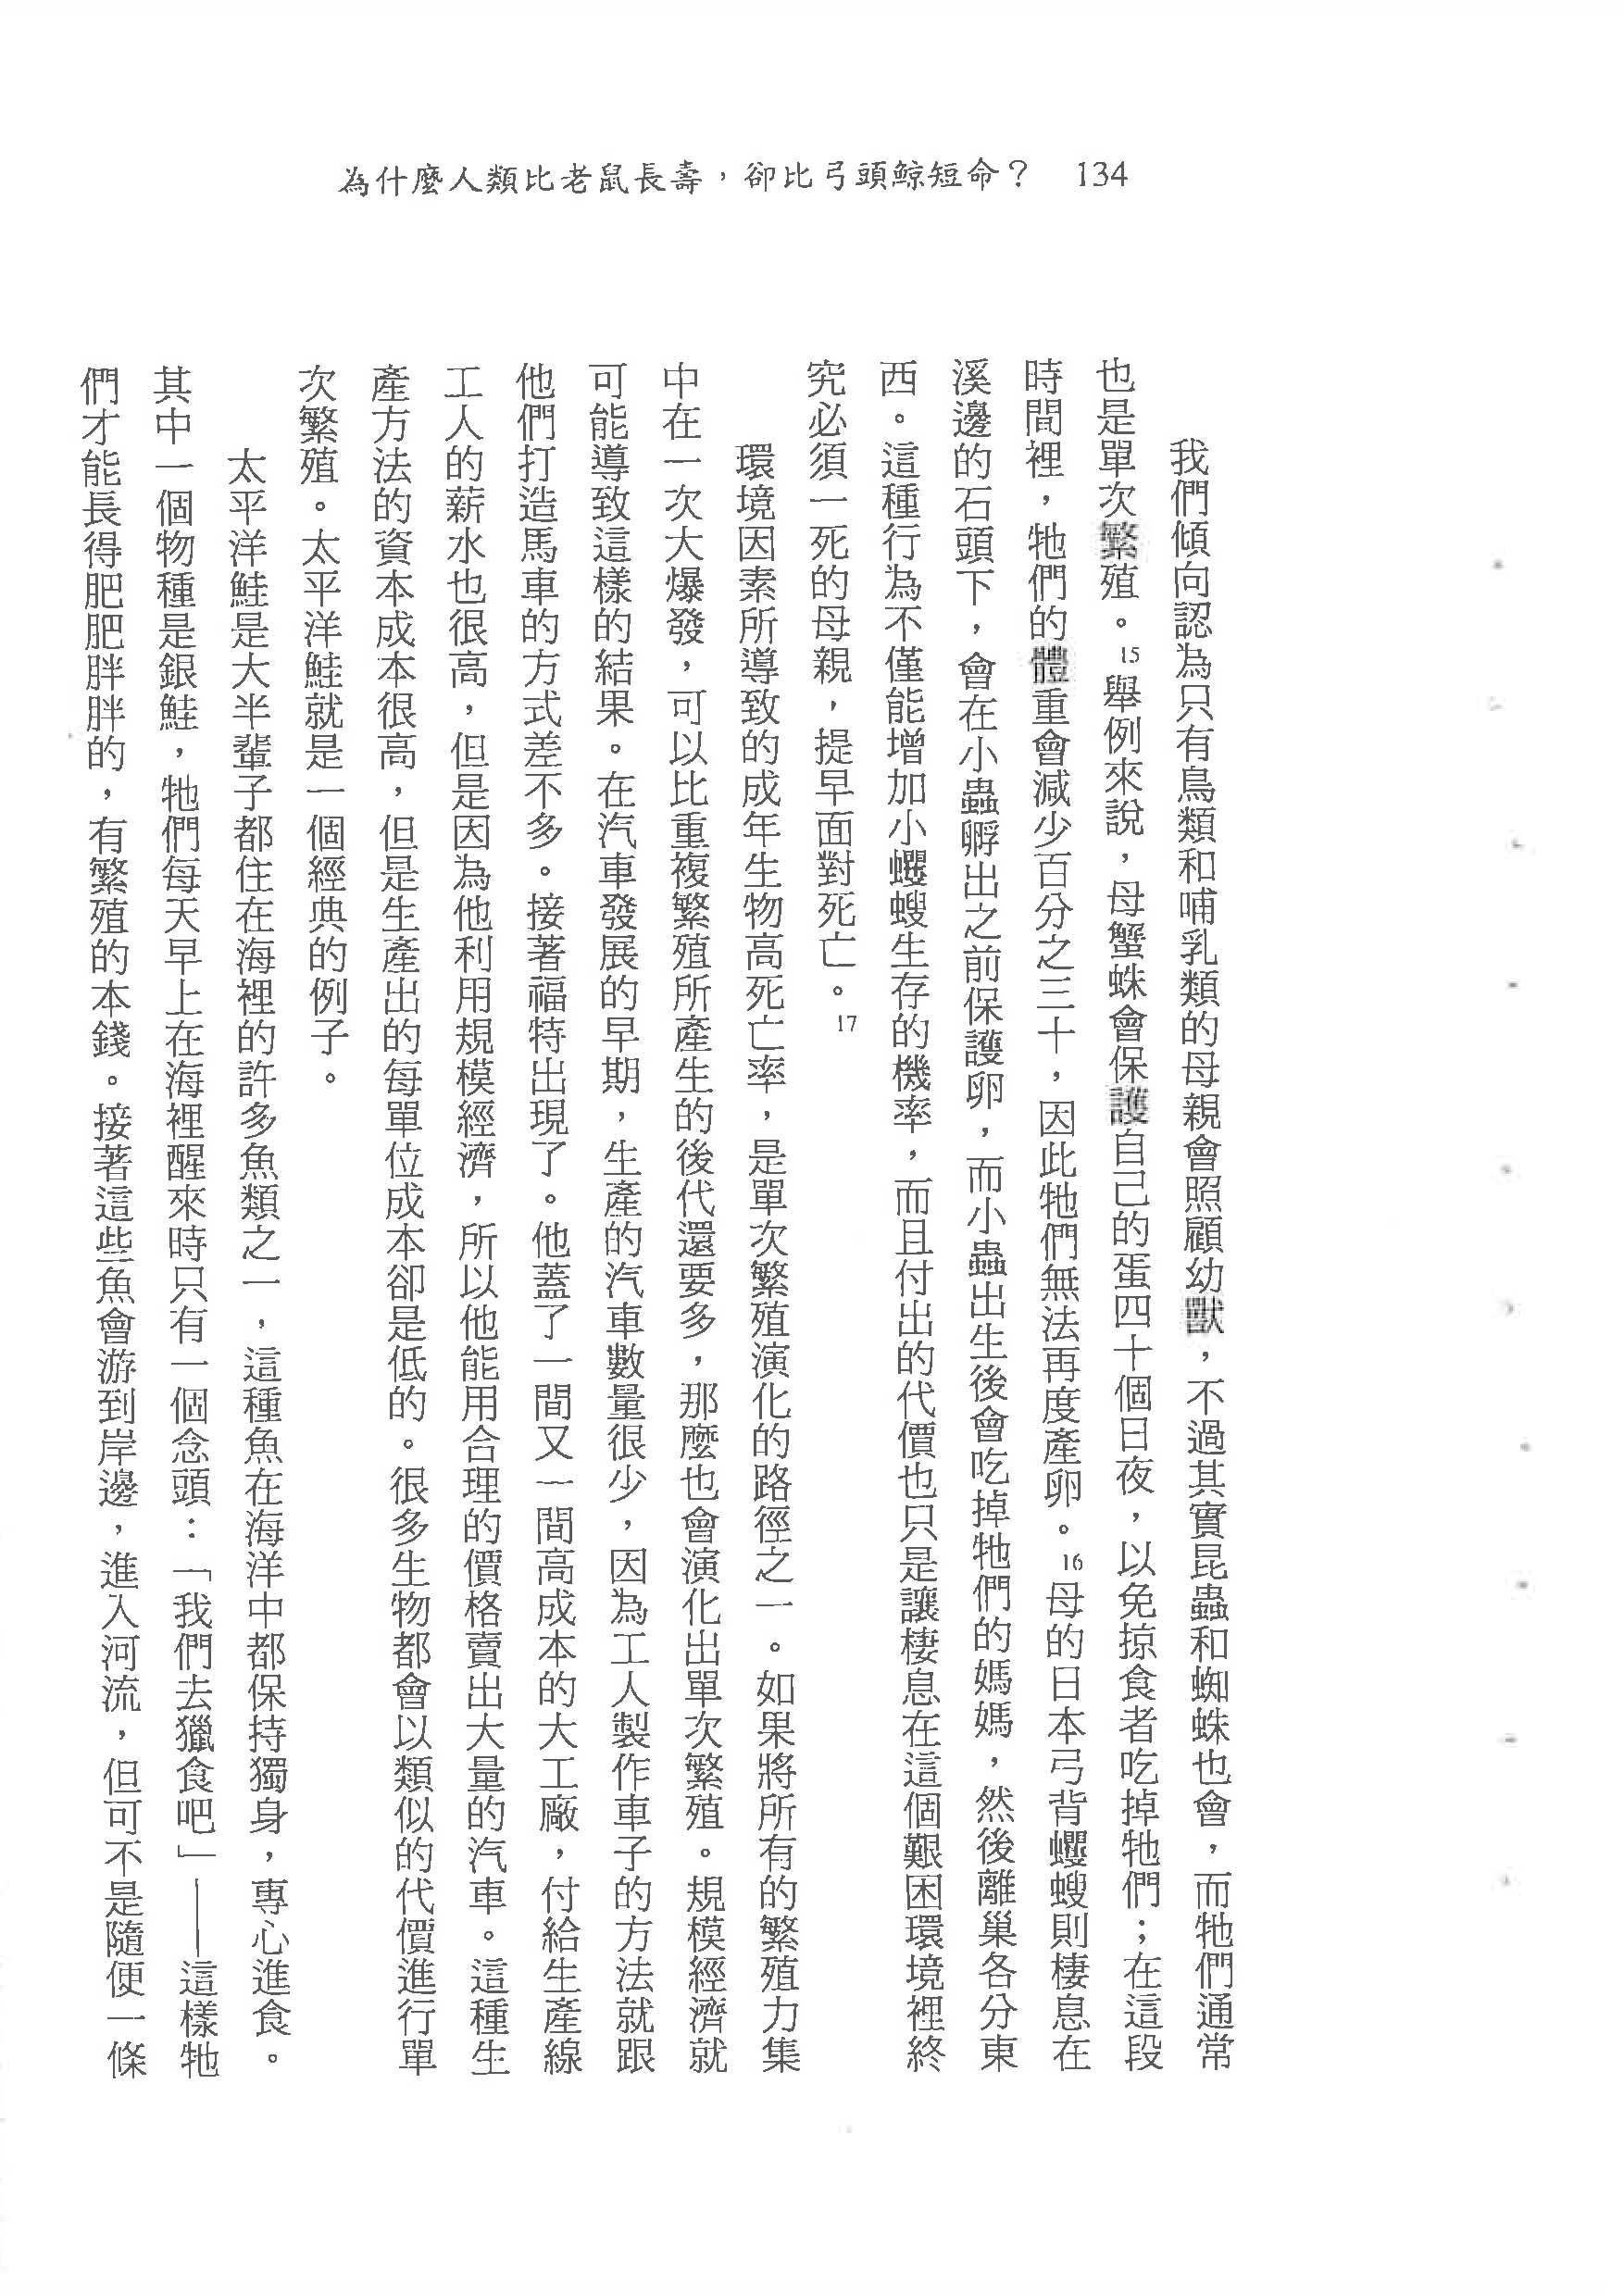 為什麼人類比老鼠長壽，卻比弓頭鯨短命？ 134
我們傾向認為只有鳥類和哺乳類的母親會照顧幼獸，不過其實昆蟲和蜘蛛也會，而牠們通常
也是單次繁殖。15舉例來說，母蟹蛛會保護自己的蛋四十個日夜，以免掠食者吃掉牠們；在這段
時間裡，牠們的體重會減少百分之三十，因此牠們無法再度產卵。16母的日本弓背蠼螋則棲息在
溪邊的石頭下，會在小蟲孵出之前保護卵，而小蟲出生後會吃掉牠們的媽媽，然後離巢各分東
西。這種行為不僅能增加小蠼螋生存的機率，而且付出的代價也只是讓棲息在這個艱困環境裡終
究必須一死的母親，提早面對死亡。17
環境因素所導致的成年生物高死亡率，是單次繁殖演化的路徑之一。如果將所有的繁殖力集
中在一次大爆發，可以比重複繁殖所產生的後代還要多，那麼也會演化出單次繁殖。規模經濟就
可能導致這樣的結果。在汽車發展的早期，生產的汽車數量很少，因為工人製作車子的方法就跟
他們打造馬車的方式差不多。接著福特出現了。他蓋了一間又一間高成本的大工廠，付給生產線
工人的薪水也很高，但是因為他利用規模經濟，所以他能用合理的價格賣出大量的汽車。這種生
產方法的資本成本很高，但是生產出的每單位成本卻是低的。很多生物都會以類似的代價進行單
次繁殖。太平洋鮭就是一個經典的例子。
太平洋鮭是大半輩子都住在海裡的許多魚類之一，這種魚在海洋中都保持獨身，專心進食。
其中一個物種是銀鮭，牠們每天早上在海裡醒來時只有一個念頭：「我們去獵食吧」——這樣牠
們才能長得肥肥胖胖的，有繁殖的本錢。接著這些魚會游到岸邊，進入河流，但可不是隨便一條